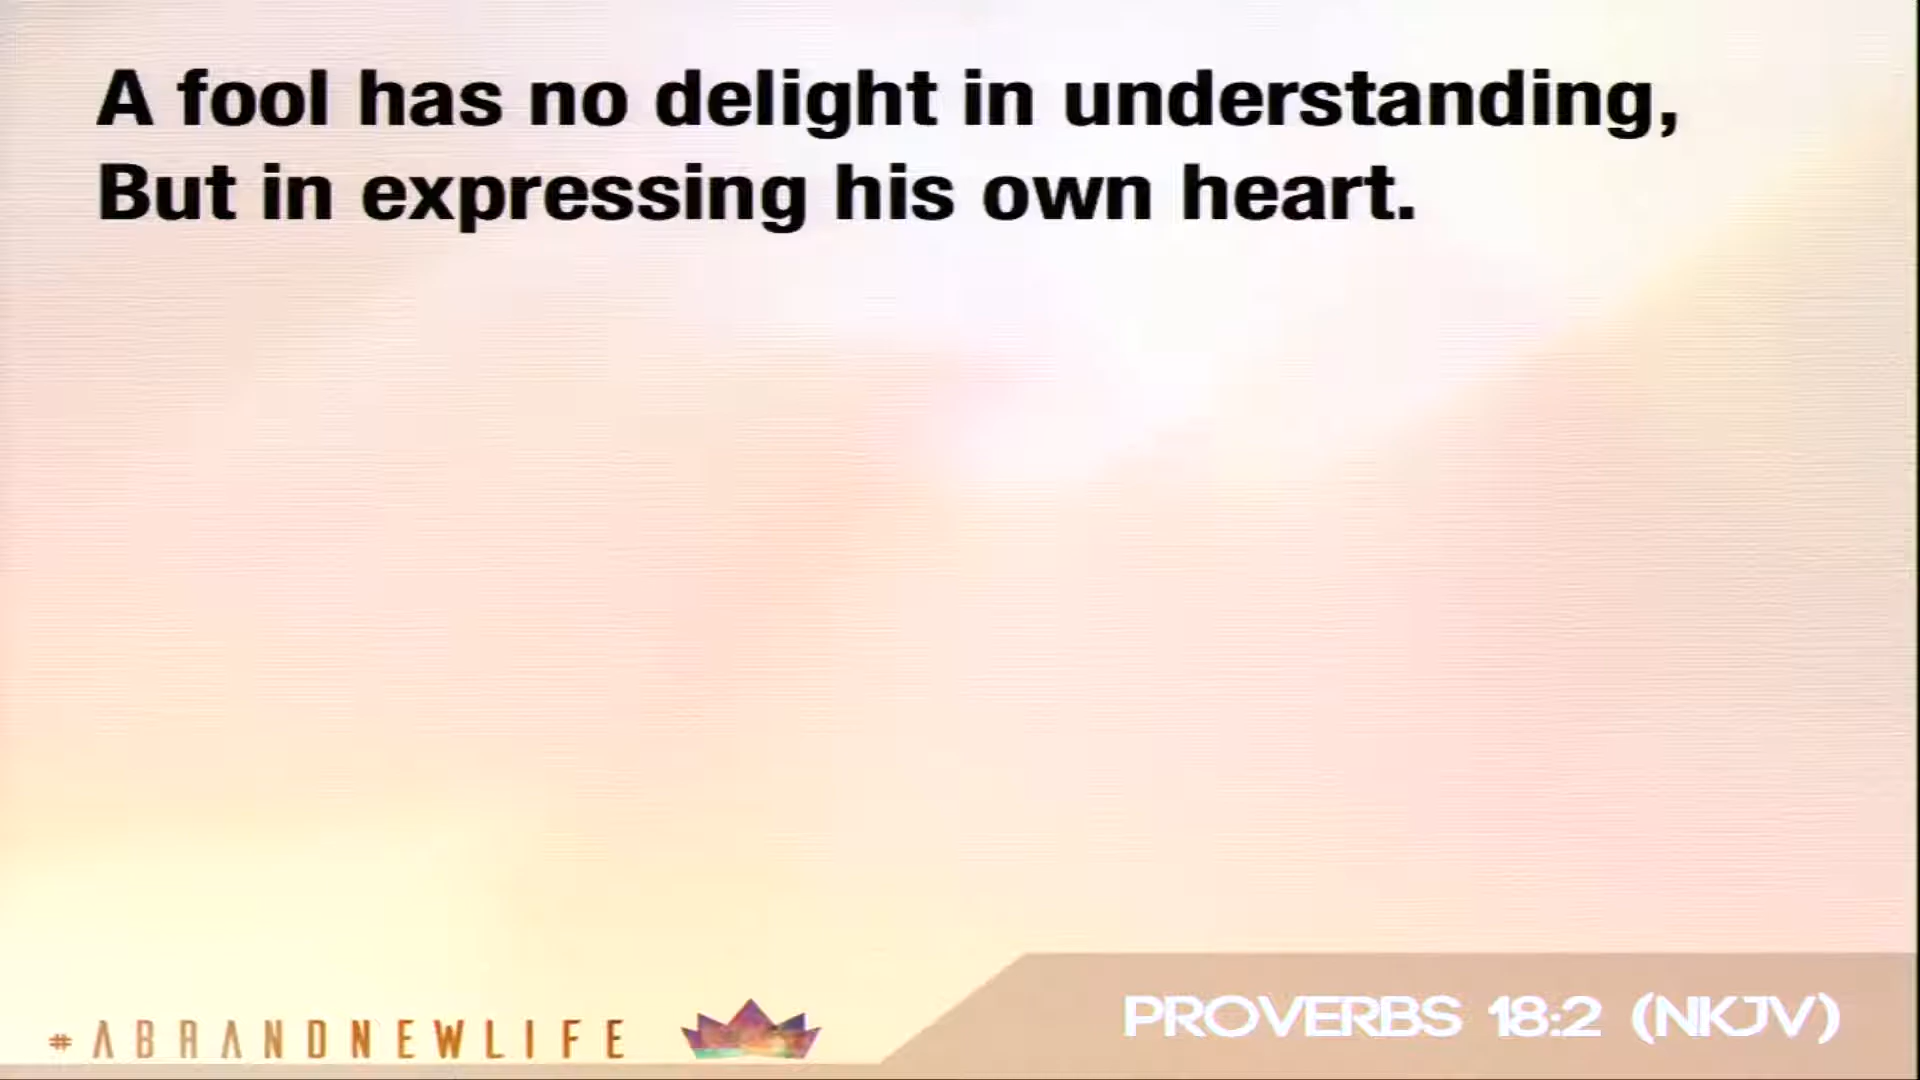 A fool has no delight in understanding,
But in expressing his own heart.
#ABRANDNEWLIFE
PROVERBS 18:2 (NKJV)